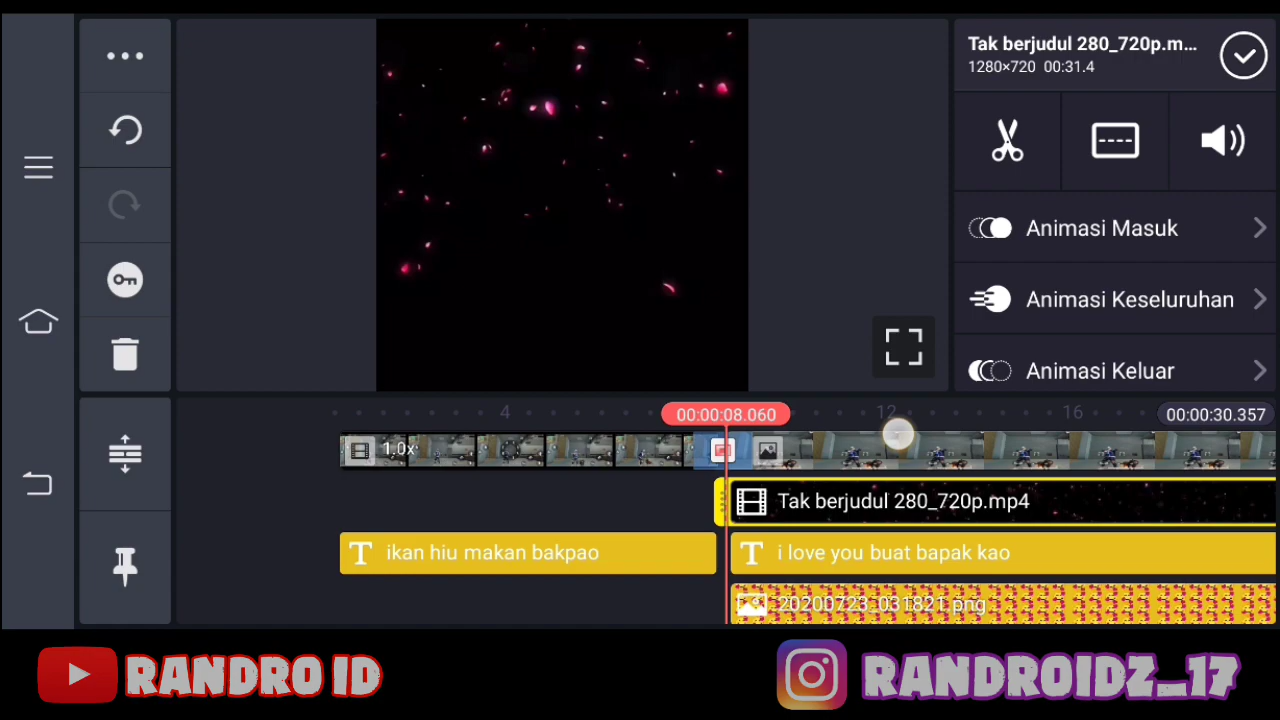 Tak berjudul 280_720p.m...
1280×720 00:31.4
Animasi Masuk
Animasi Keseluruhan
Animasi Keluar
4
00:00:08.060
12
16
00:00:30.357
1.0x
Tak berjudul 280_720p.mp4
T ikan hiu makan bakpao
T i love you buat bapak kao
20200723_031821.png
RANDRO ID
RANDROIDZ_17